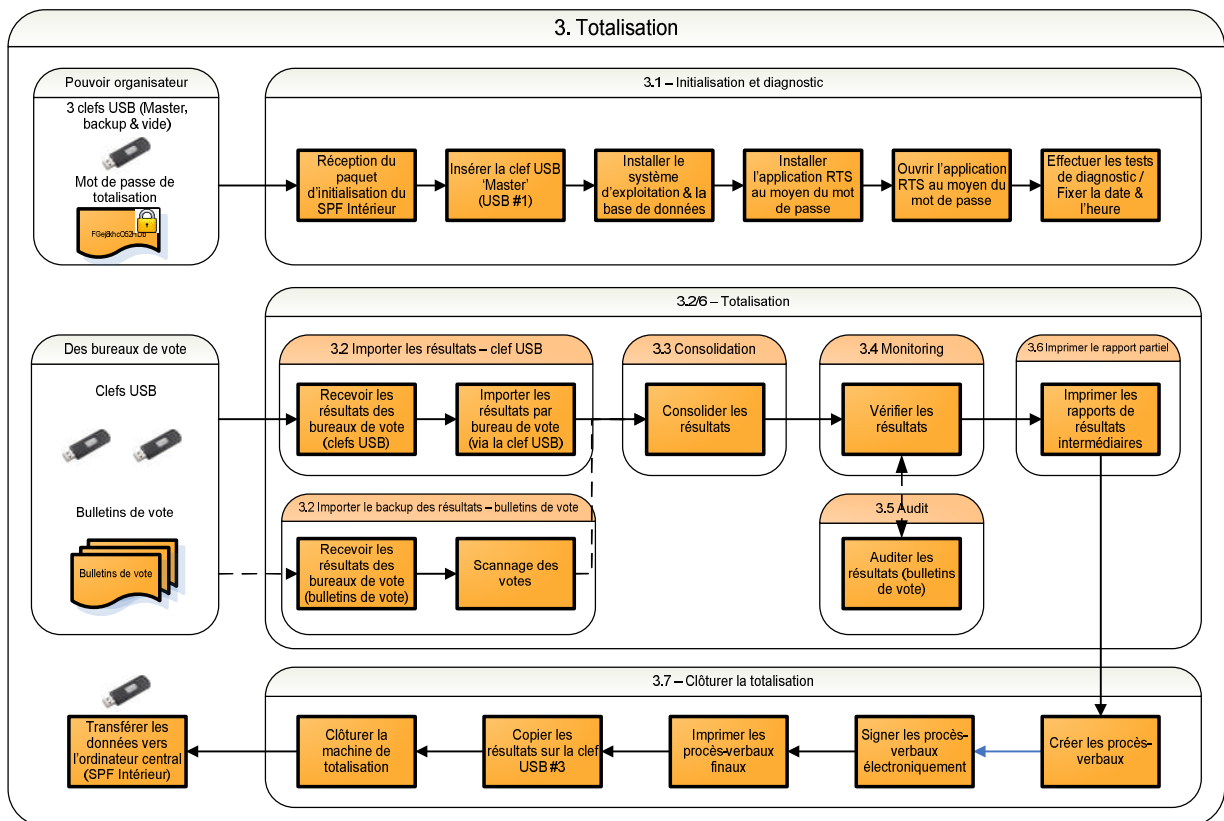 3. Totalisation
Pouvoir organisateur
3 clefs USB (Master,
backup & vide)
Mot de passe de
totalisation
3.1 – Initialisation et diagnostic
Réception du
paquet
d'initialisation du
SPF Intérieur
Insérer la clef USB
'Master'
(USB #1)
Installer le
système
d'exploitation & la
base de données
Installer
l'application RTS
au moyen du mot
de passe
Ouvrir l'application
RTS au moyen du
mot de passe
Effectuer les tests
de diagnostic /
Fixer la date &
l'heure
3.2/6 – Totalisation
Des bureaux de vote
Clefs USB
Bulletins de vote
Bulletins de vote
3.2 Importer les résultats – clef USB
Recevoir les
résultats des
bureaux de vote
(clefs USB)
Importer les
résultats par
bureau de vote
(via la clef USB)
3.3 Consolidation
Consolider les
résultats
3.4 Monitoring
Vérifier les
résultats
3.6 Imprimer le rapport partiel
Imprimer les
rapports de
résultats
intermédiaires
3.2 Importer le backup des résultats – bulletins de vote
Recevoir les
résultats des
bureaux de vote
(bulletins de vote)
Scannage des
votes
3.5 Audit
Auditer les
résultats (bulletins
de vote)
3.7 – Clôturer la totalisation
Transférer les
données vers
l'ordinateur central
(SPF Intérieur)
Clôturer la
machine de
totalisation
Copier les
résultats sur la clef
USB #3
Imprimer les
procès-verbaux
finaux
Signer les procès-
verbaux
électroniquement
Créer les procès-
verbaux